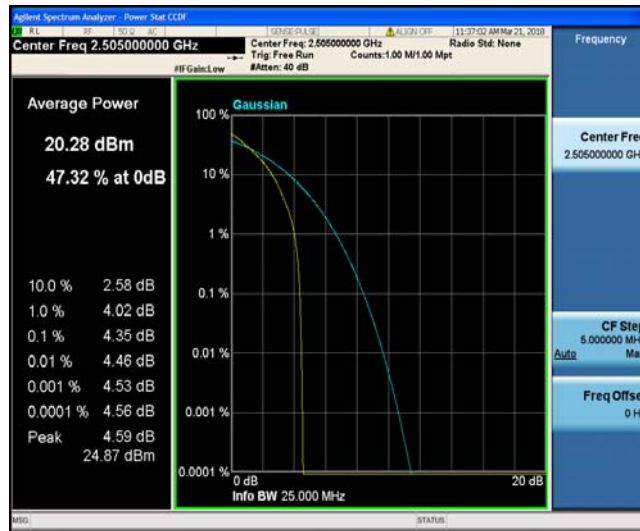 Agilent Spectrum Analyzer - Power Stat CCDF
RL RF 50 Ω AC SENSE:PULSE ALIGN OFF 11:37:02 AM Mar 21, 2018
Center Freq 2.505000000 GHz
Center Freq: 2.505000000 GHz Radio Std: None
Trig: Free Run Counts:1.00 M/1.00 Mpt
#IFGain:Low #Atten: 40 dB
Frequency
Average Power
20.28 dBm
47.32 % at 0dB
10.0 % 2.58 dB
1.0 % 4.02 dB
0.1 % 4.35 dB
0.01 % 4.46 dB
0.001 % 4.53 dB
0.0001 % 4.56 dB
Peak 4.59 dB
24.87 dBm
Gaussian
100 %
10 %
1 %
0.1 %
0.01 %
0.001 %
0.0001 %
0 dB 20 dB
Info BW 25.000 MHz
Center Fre
2.505000000 GH
CF Ste
5.000000 MH
Auto Ma
Freq Offse
0 H
MSG STATUS